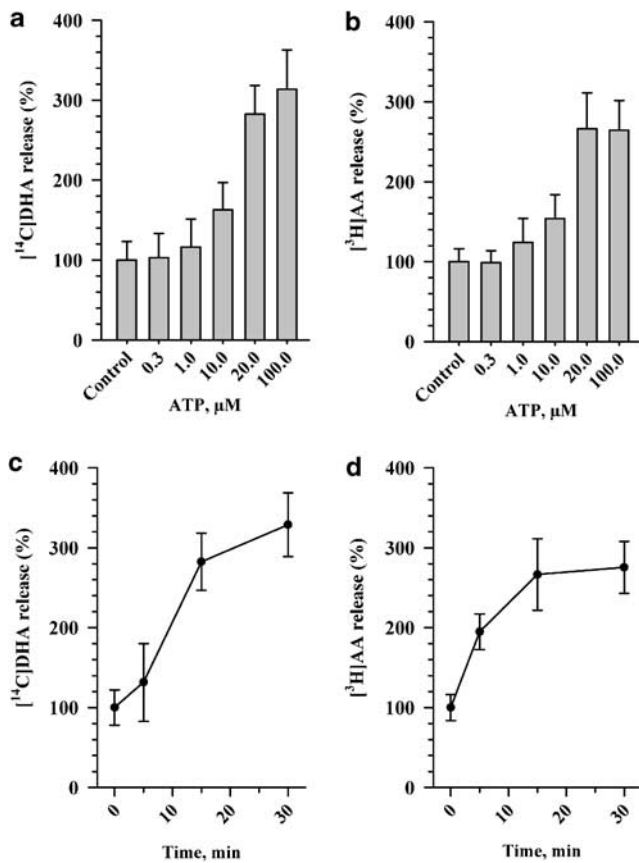 a
[¹⁴C]DHA release (%)
400
300
200
100
0
Control 0.3 1.0 10.0 20.0 100.0
ATP, µM
b
[³H]AA release (%)
400
300
200
100
0
Control 0.3 1.0 10.0 20.0 100.0
ATP, µM
c
[¹⁴C]DHA release (%)
400
300
200
100
0
0 10 20 30
Time, min
d
[³H]AA release (%)
400
300
200
100
0
0 10 20 30
Time, min